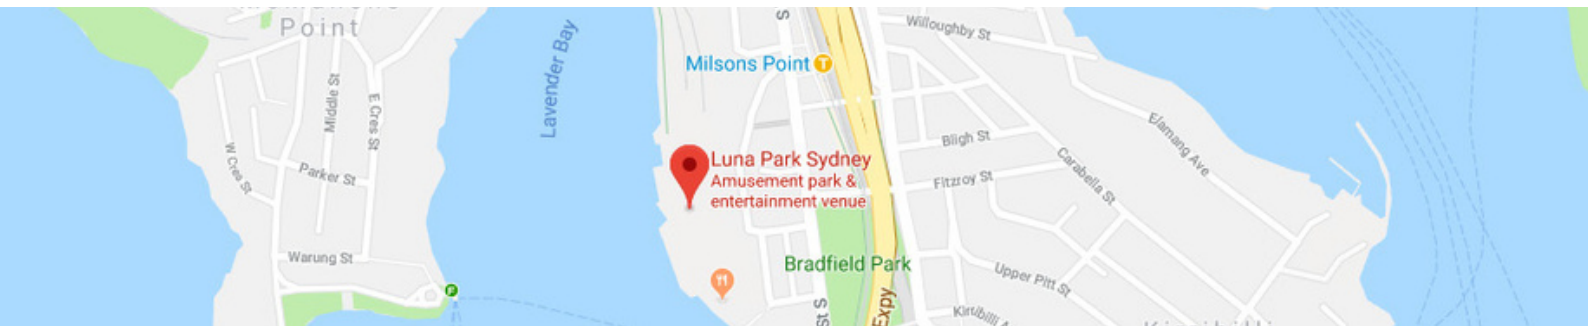 Point
Lavender Bay
Middle St
E Cres St
W Cres St
Parker St
Warung St
F
Milsons Point T
Luna Park Sydney
Amusement park &
entertainment venue
Bradfield Park
St S
Expy
S
Willoughby St
Bligh St
Fitzroy St
Carabella St
Elamang Ave
Upper Pitt St
Kirribilli A